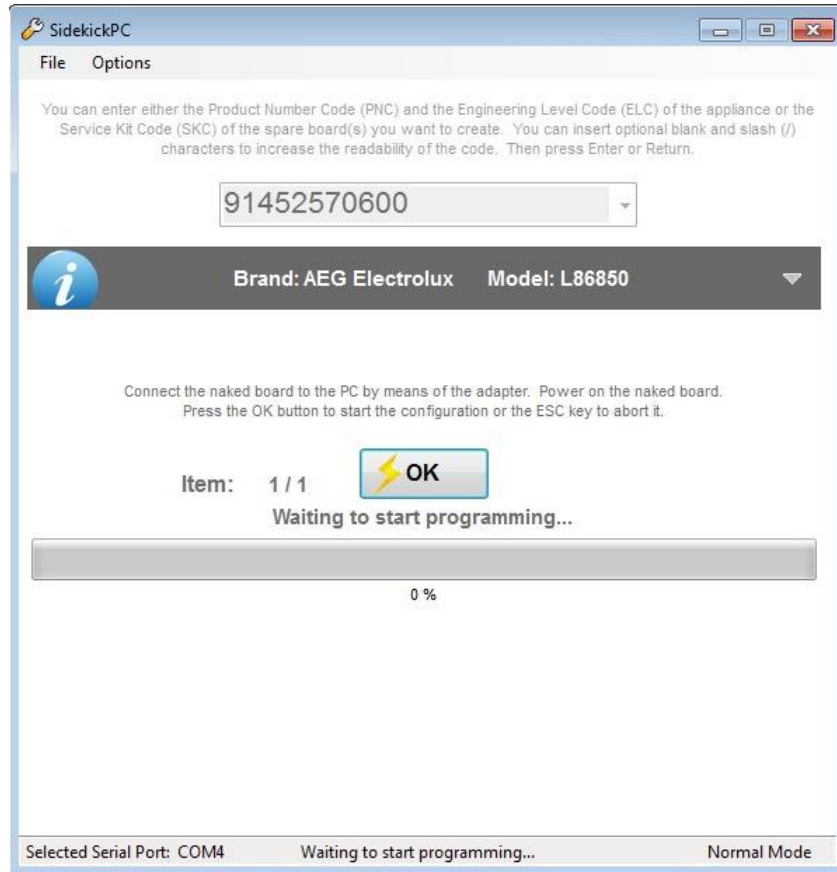 SidekickPC
File Options
You can enter either the Product Number Code (PNC) and the Engineering Level Code (ELC) of the appliance or the
Service Kit Code (SKC) of the spare board(s) you want to create. You can insert optional blank and slash (/)
characters to increase the readability of the code. Then press Enter or Return.
91452570600
i Brand: AEG Electrolux Model: L86850
Connect the naked board to the PC by means of the adapter. Power on the naked board.
Press the OK button to start the configuration or the ESC key to abort it.
Item: 1 / 1 OK
Waiting to start programming...
0 %
Selected Serial Port: COM4 Waiting to start programming... Normal Mode